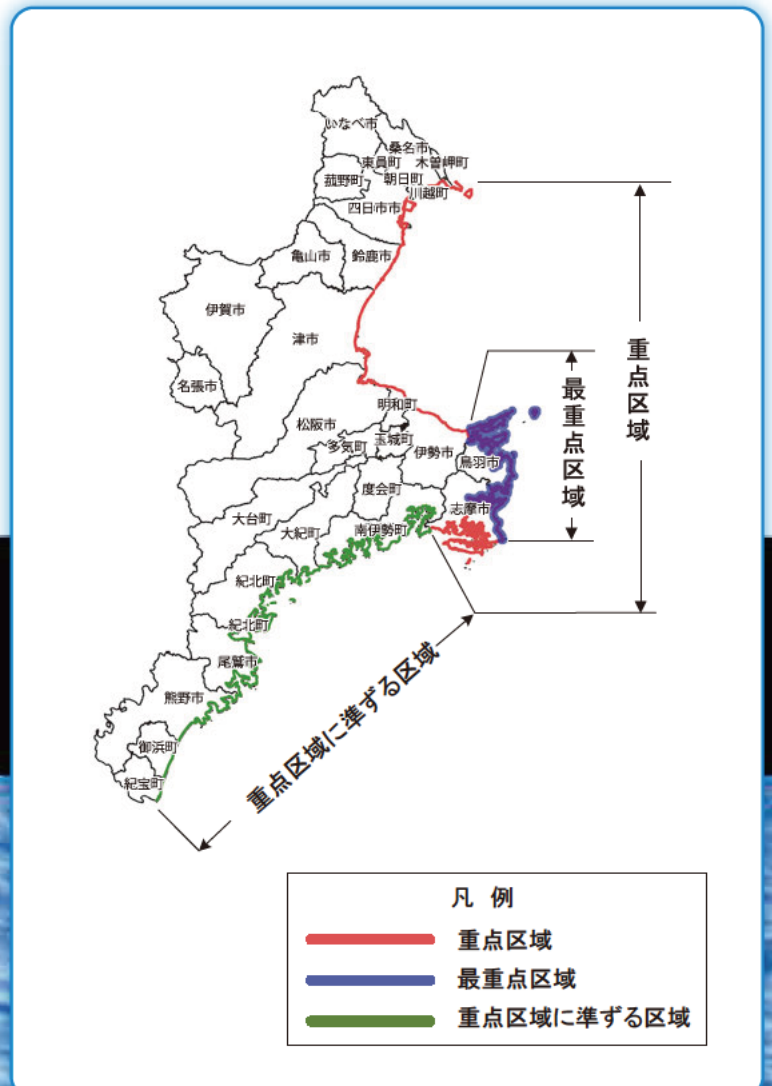 いなべ市
桑名市
東員町
木曽岬町
菰野町
朝日町
川越町
四日市市
亀山市
鈴鹿市
伊賀市
津市
名張市
明和町
松阪市
玉城町
多気町
伊勢市
鳥羽市
度会町
志摩市
大台町
大紀町
南伊勢町
紀北町
紀北町
尾鷲市
熊野市
御浜町
紀宝町
重点区域
最重点区域
重点区域に準ずる区域
凡 例
重点区域
最重点区域
重点区域に準ずる区域